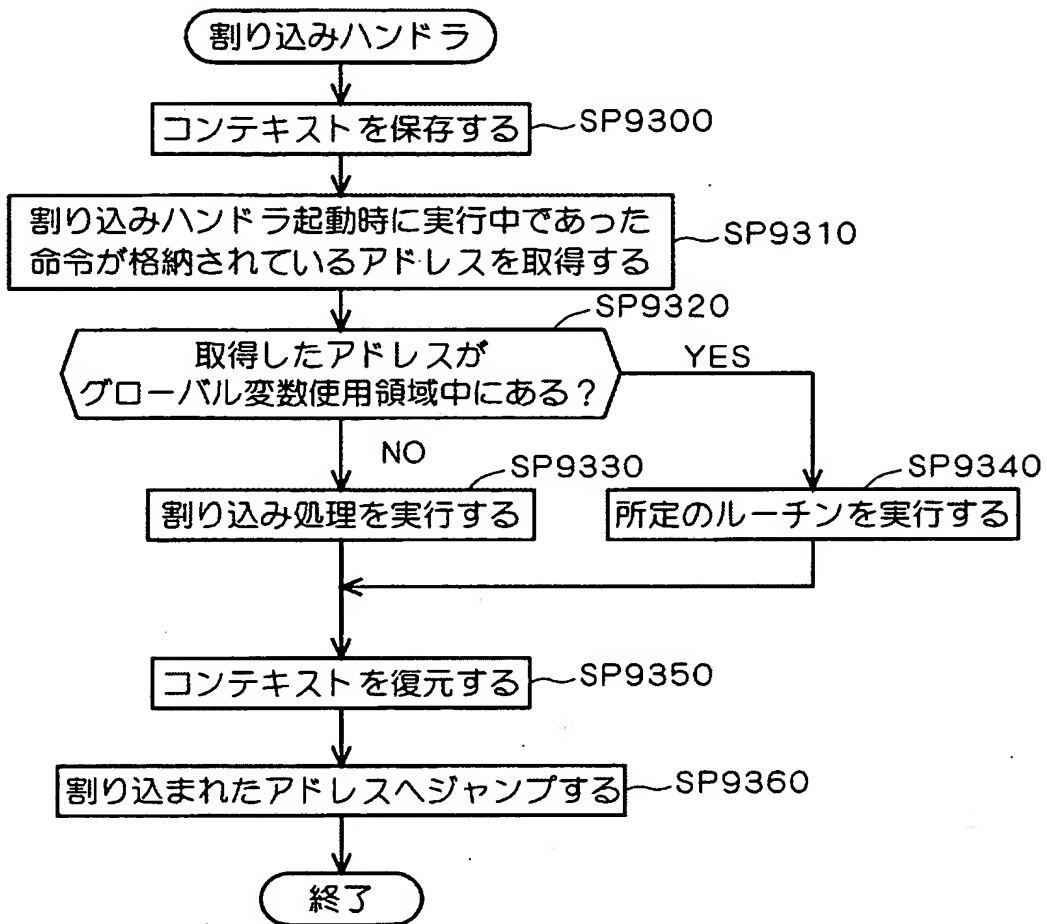 割り込みハンドラ
コンテキストを保存する
SP9300
割り込みハンドラ起動時に実行中であった
命令が格納されているアドレスを取得する
SP9310
SP9320
取得したアドレスが
グローバル変数使用領域中にある？
YES
NO
SP9330
割り込み処理を実行する
SP9340
所定のルーチンを実行する
コンテキストを復元する
SP9350
割り込まれたアドレスへジャンプする
SP9360
終了